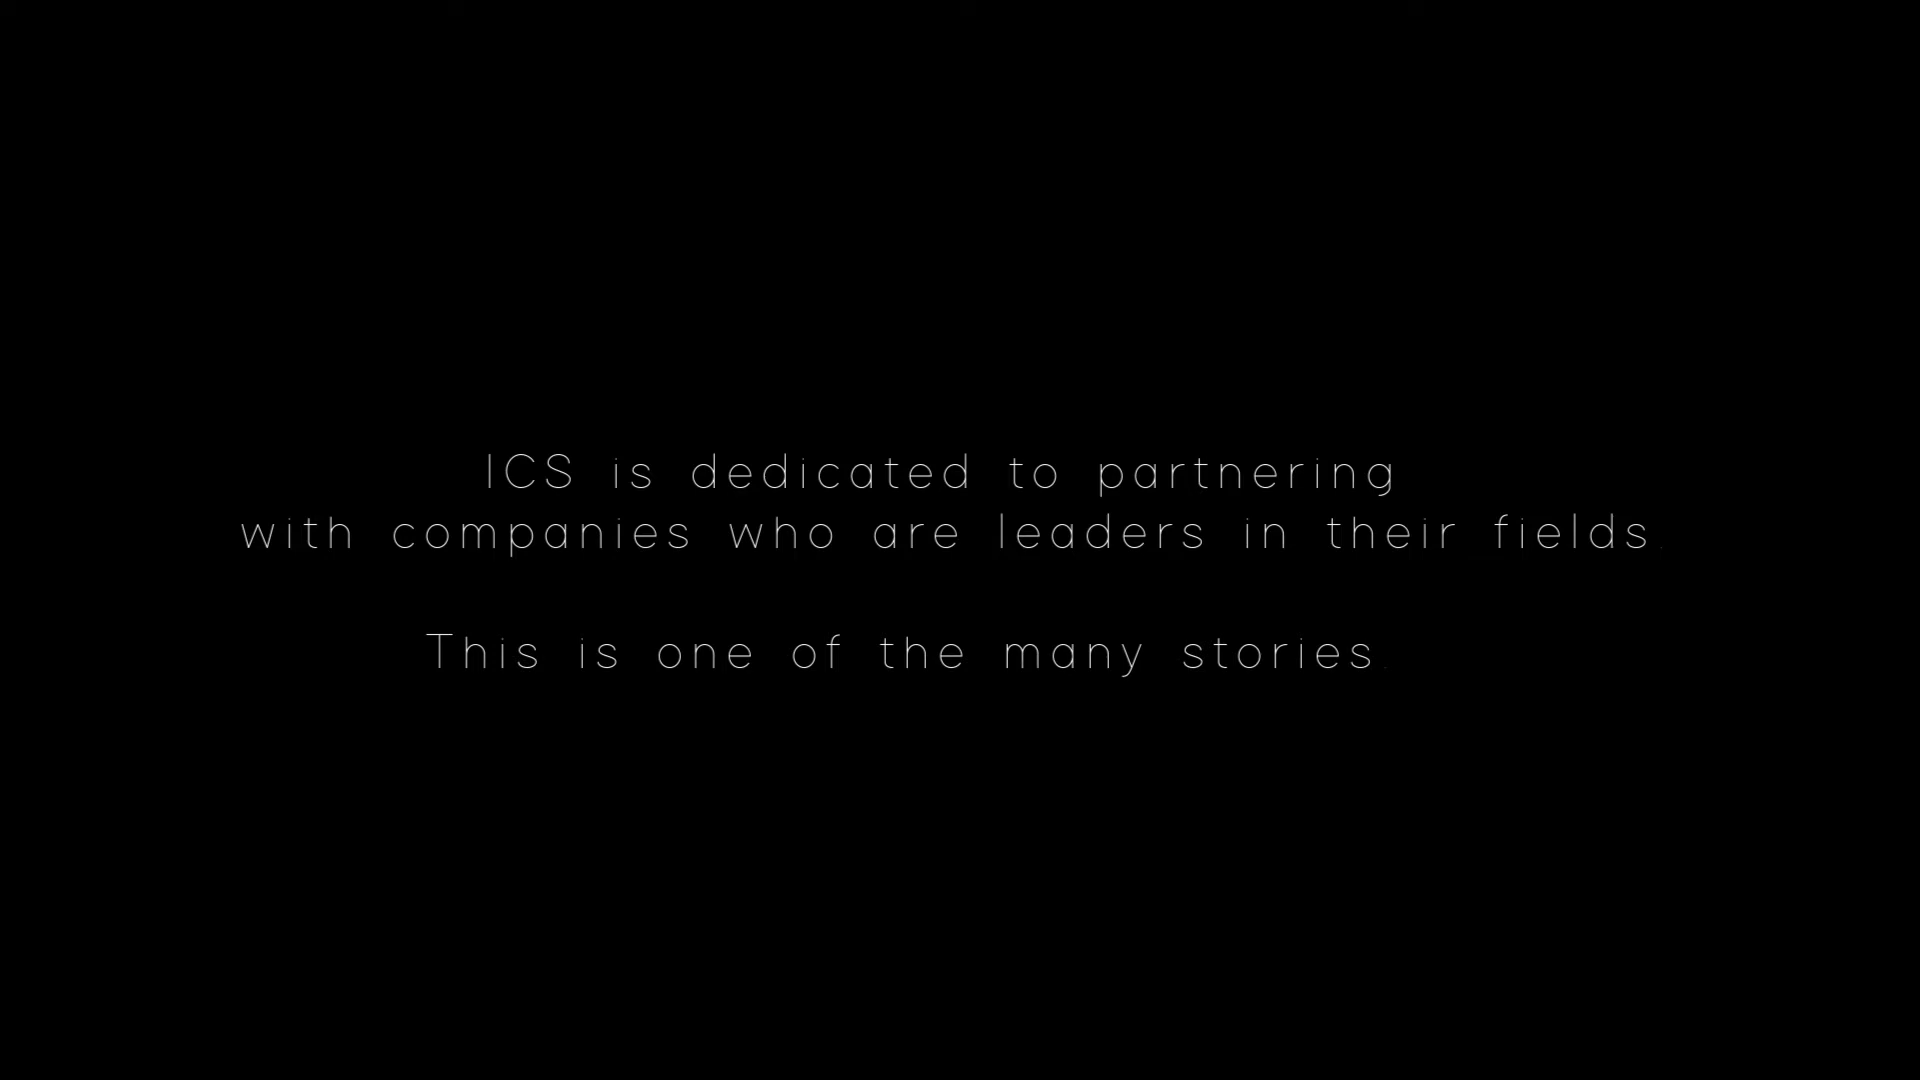 ICS is dedicated to partnering
with companies who are leaders in their fields.
This is one of the many stories.